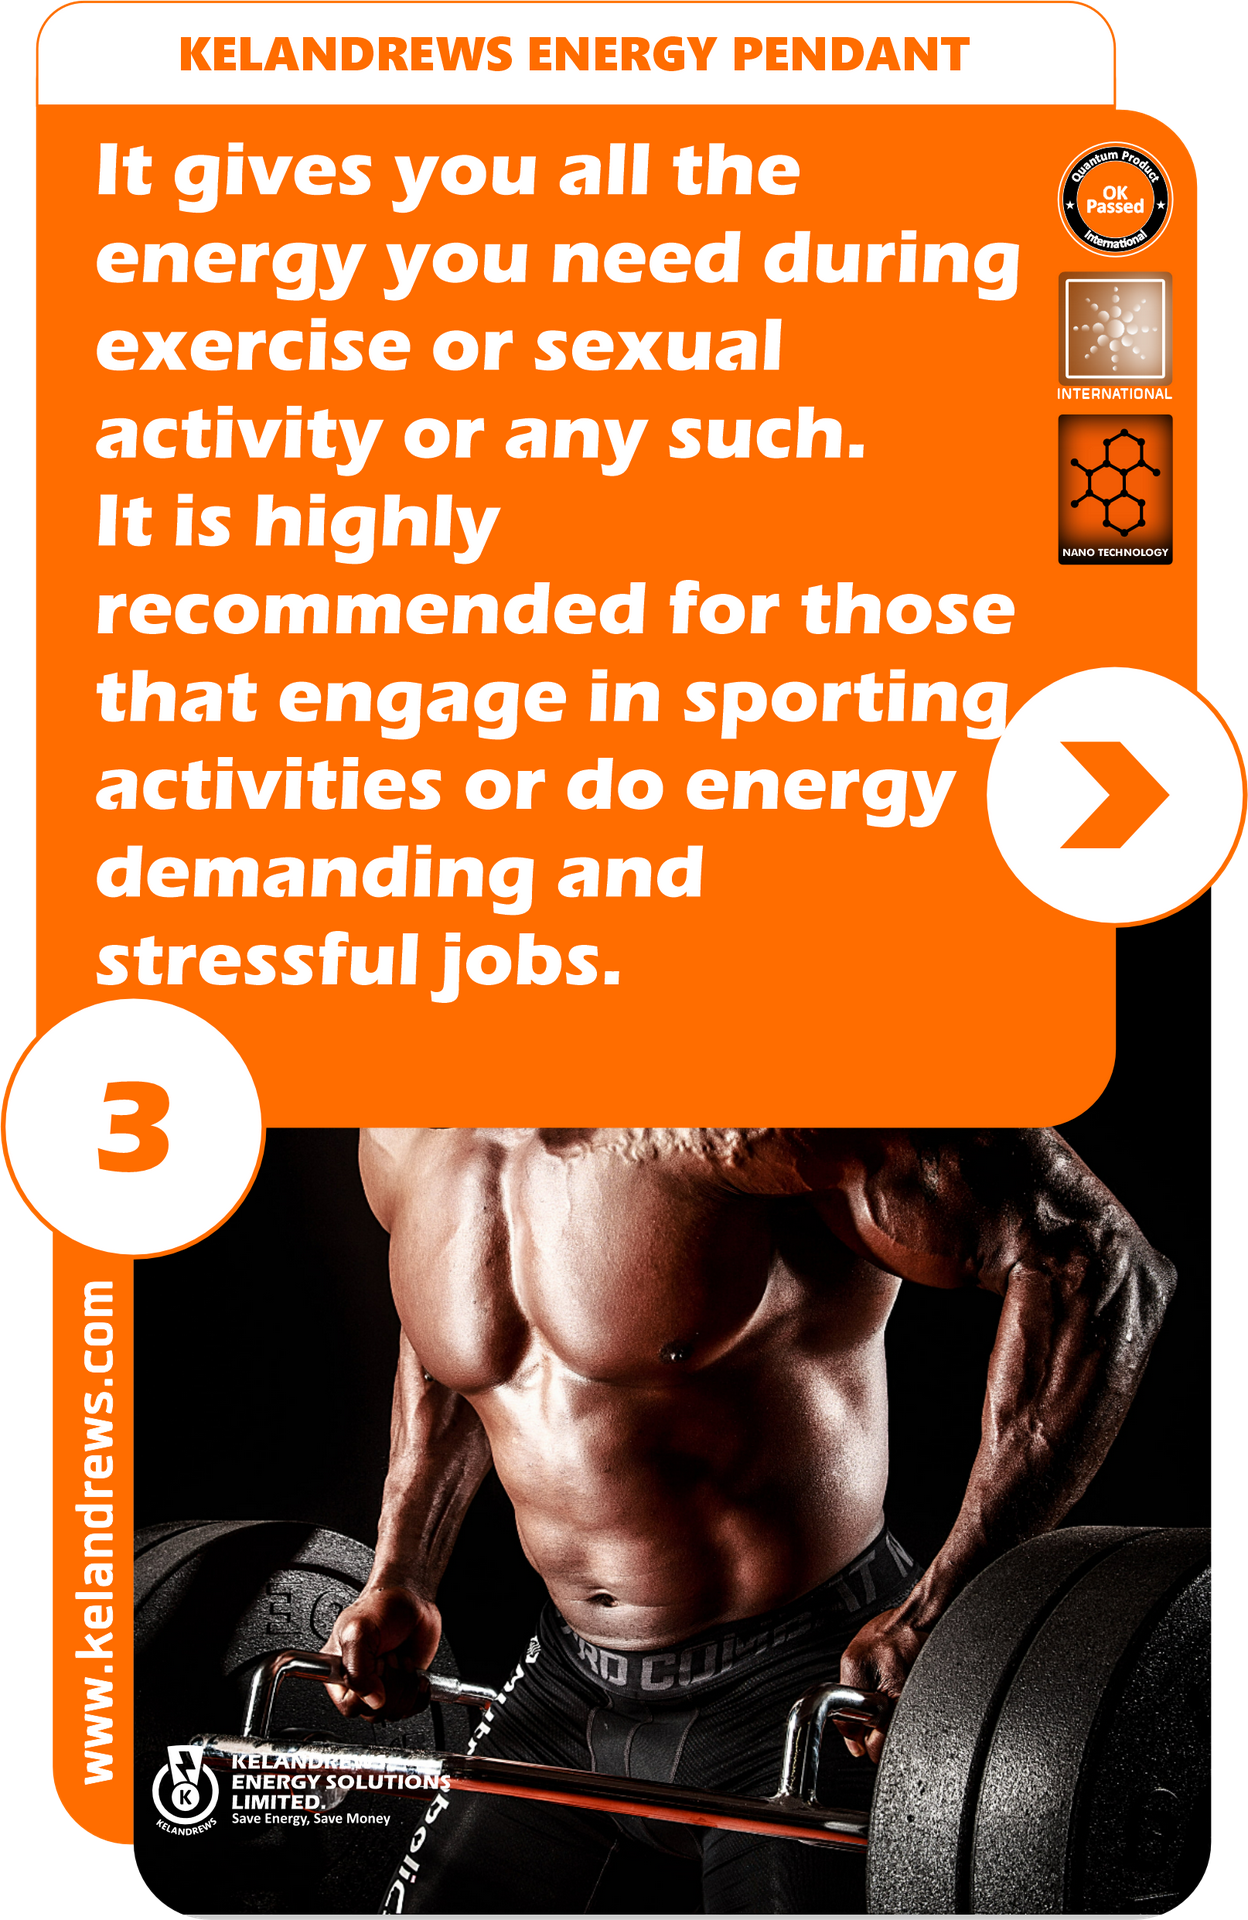 KELANDREWS ENERGY PENDANT
It gives you all the
energy you need during
exercise or sexual
activity or any such.
It is highly
recommended for those
that engage in sporting
activities or do energy
demanding and
stressful jobs.
Quantum Product
OK
Passed
International
INTERNATIONAL
NANO TECHNOLOGY
3
www.kelandrews.com
KELANDREWS
ENERGY SOLUTIONS
LIMITED.
Save Energy, Save Money
K
KELANDREWS